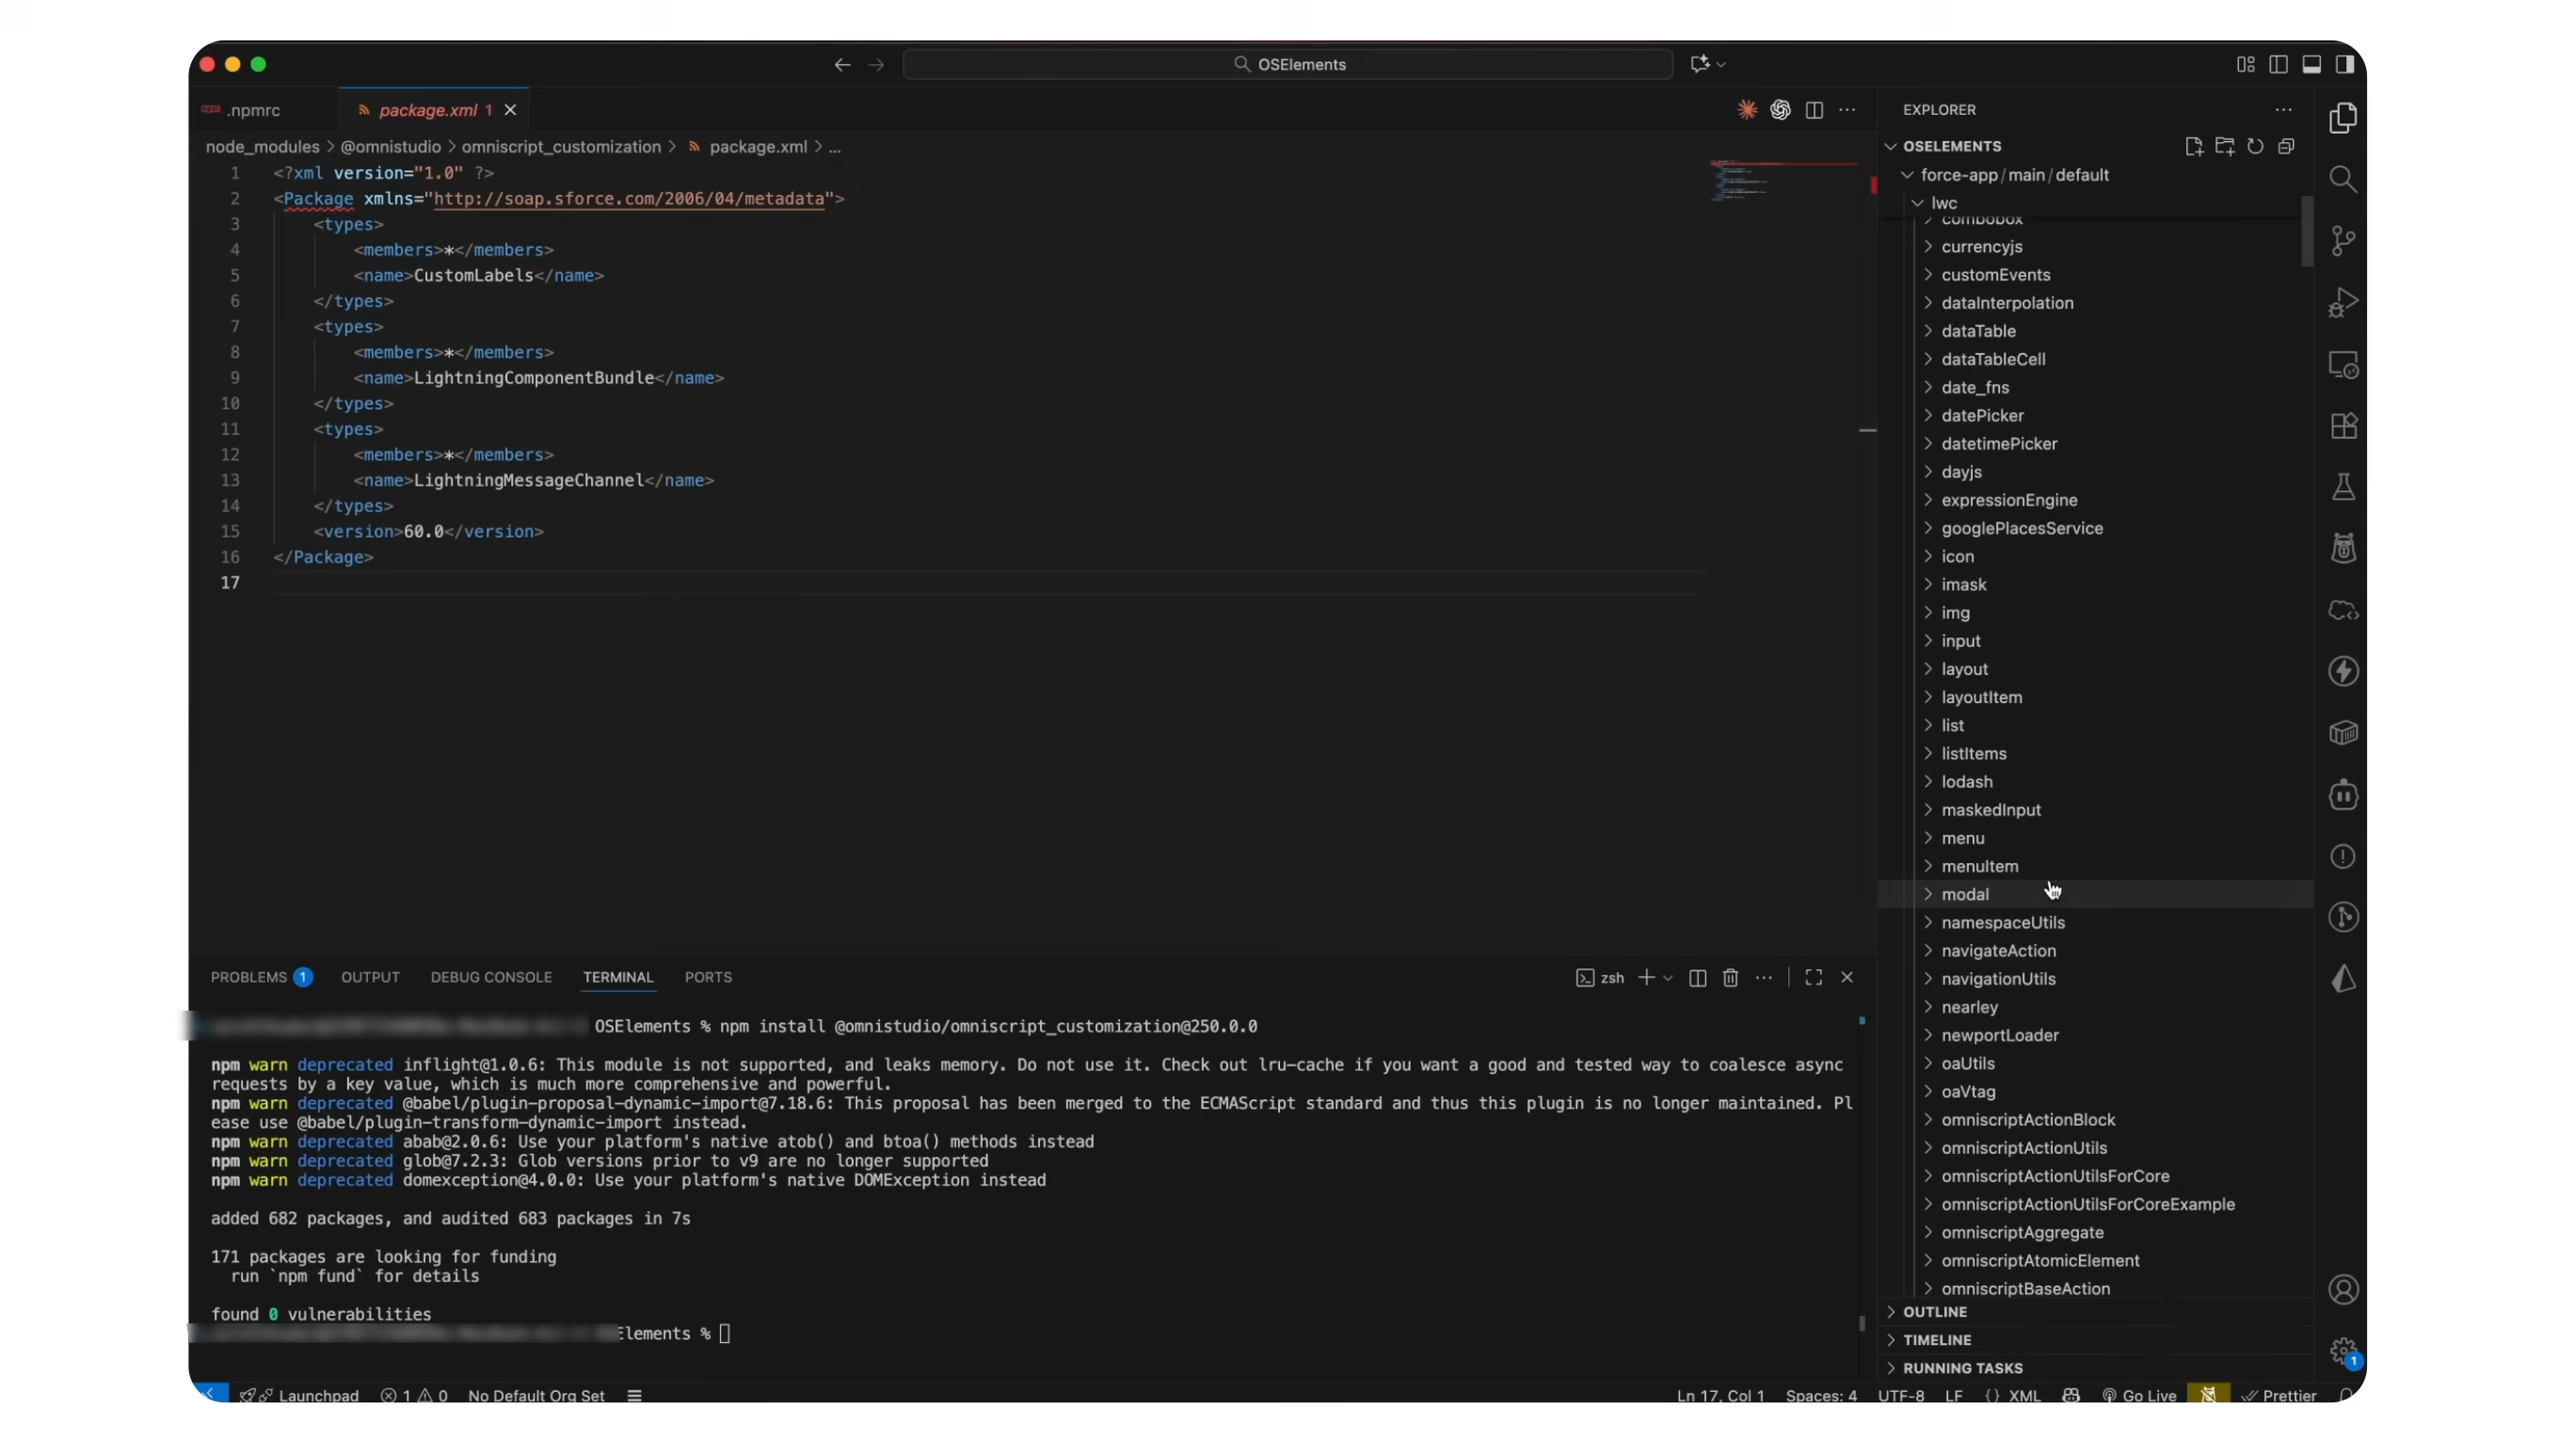 OSElements
.npmrc
package.xml 1
node_modules > @omnistudio > omniscript_customization > package.xml > ...
1 <?xml version="1.0" ?>
2 <Package xmlns="http://soap.sforce.com/2006/04/metadata">
3 <types>
4 <members>*</members>
5 <name>CustomLabels</name>
6 </types>
7 <types>
8 <members>*</members>
9 <name>LightningComponentBundle</name>
10 </types>
11 <types>
12 <members>*</members>
13 <name>LightningMessageChannel</name>
14 </types>
15 <version>60.0</version>
16 </Package>
17
PROBLEMS 1 OUTPUT DEBUG CONSOLE TERMINAL PORTS
zsh
OSElements % npm install @omnistudio/omniscript_customization@250.0.0
npm warn deprecated inflight@1.0.6: This module is not supported, and leaks memory. Do not use it. Check out lru-cache if you want a good and tested way to coalesce async
requests by a key value, which is much more comprehensive and powerful.
npm warn deprecated @babel/plugin-proposal-dynamic-import@7.18.6: This proposal has been merged to the ECMAScript standard and thus this plugin is no longer maintained. Pl
ease use @babel/plugin-transform-dynamic-import instead.
npm warn deprecated abab@2.0.6: Use your platform's native atob() and btoa() methods instead
npm warn deprecated glob@7.2.3: Glob versions prior to v9 are no longer supported
npm warn deprecated domexception@4.0.0: Use your platform's native DOMException instead
added 682 packages, and audited 683 packages in 7s
171 packages are looking for funding
run `npm fund` for details
found 0 vulnerabilities
Elements %
EXPLORER
OSELEMENTS
force-app/main/default
lwc
combobox
currencyjs
customEvents
dataInterpolation
dataTable
dataTableCell
date_fns
datePicker
datetimePicker
dayjs
expressionEngine
googlePlacesService
icon
imask
img
input
layout
layoutItem
list
listItems
lodash
maskedInput
menu
menuItem
modal
namespaceUtils
navigateAction
navigationUtils
nearley
newportLoader
oaUtils
oaVtag
omniscriptActionBlock
omniscriptActionUtils
omniscriptActionUtilsForCore
omniscriptActionUtilsForCoreExample
omniscriptAggregate
omniscriptAtomicElement
omniscriptBaseAction
OUTLINE
TIMELINE
RUNNING TASKS
1
Launchpad 1 0 No Default Org Set
Ln 17, Col 1 Spaces: 4 UTF-8 LF {} XML Go Live Prettier